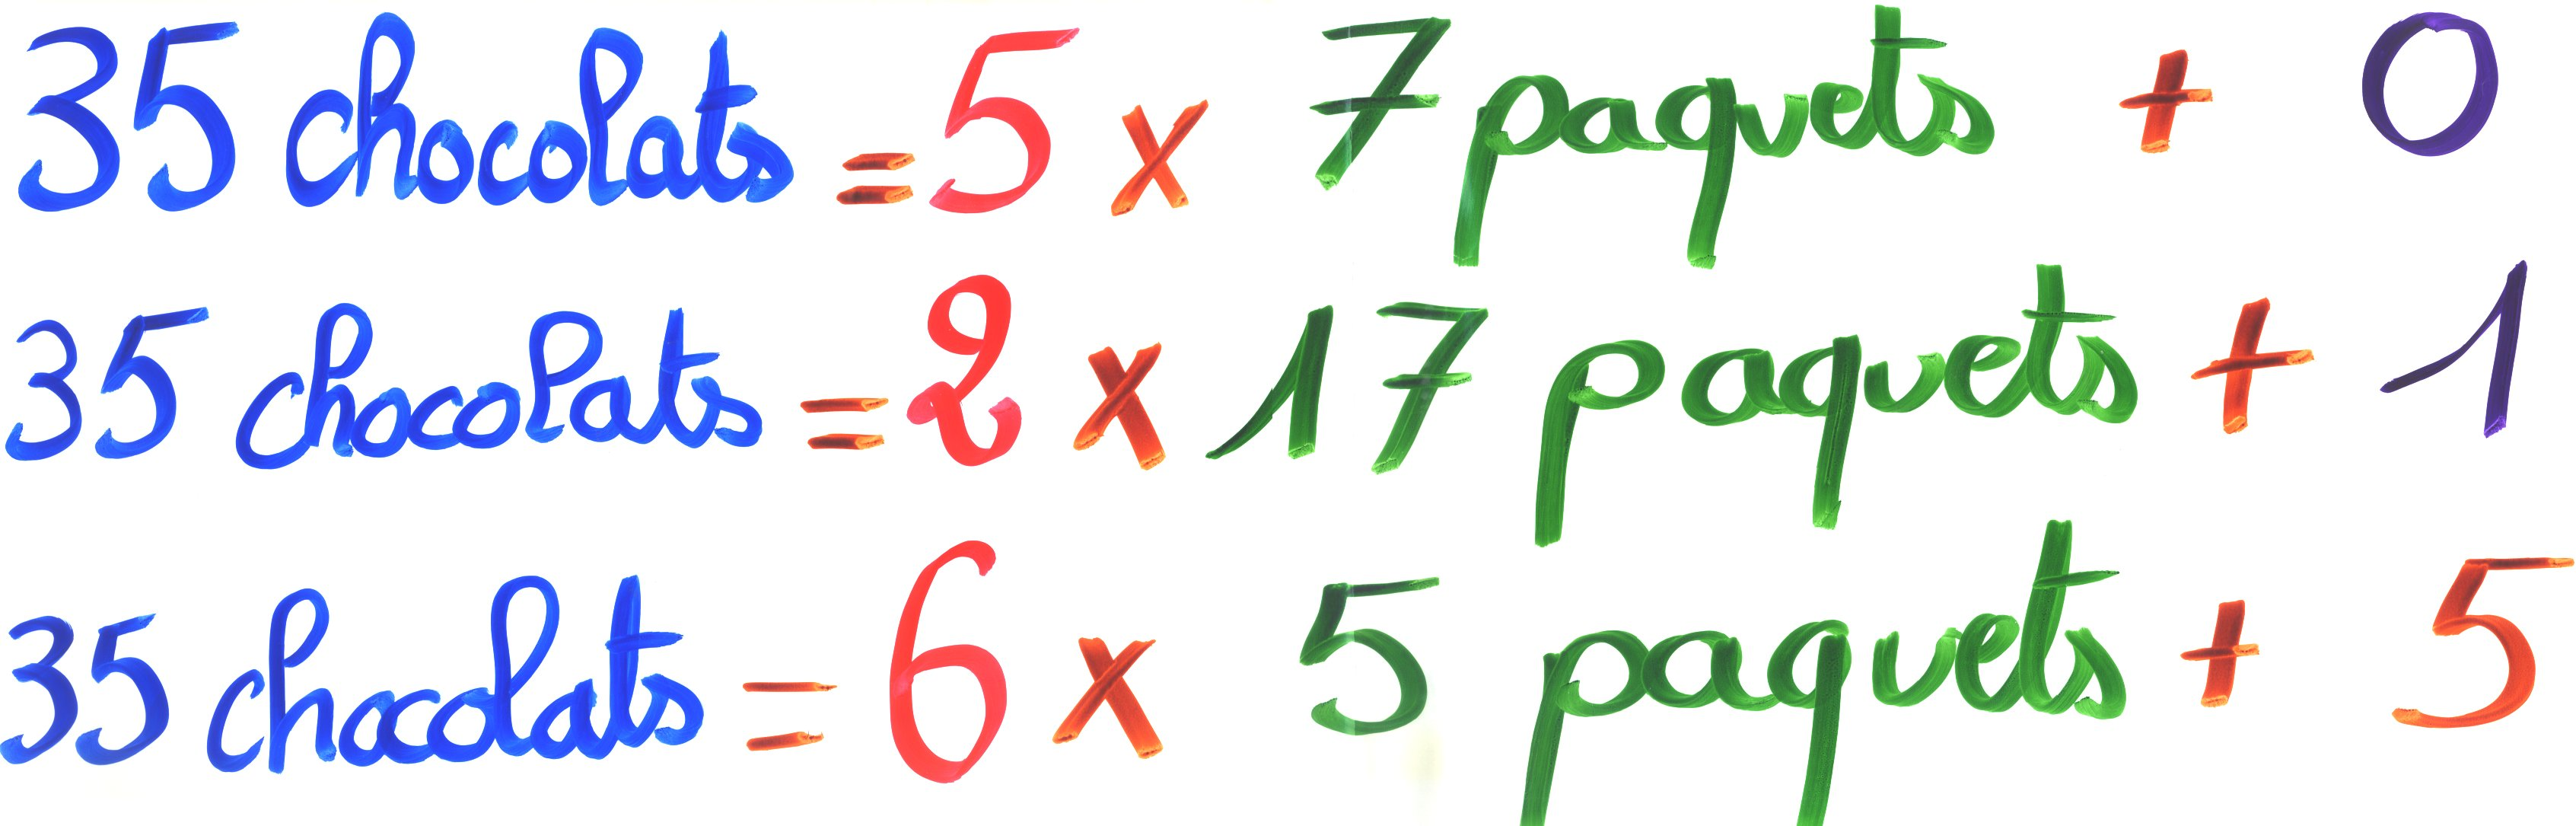 35 chocolats = 5 x 7 paquets + 0
35 chocolats = 2 x 17 paquets + 1
35 chocolats = 6 x 5 paquets + 5